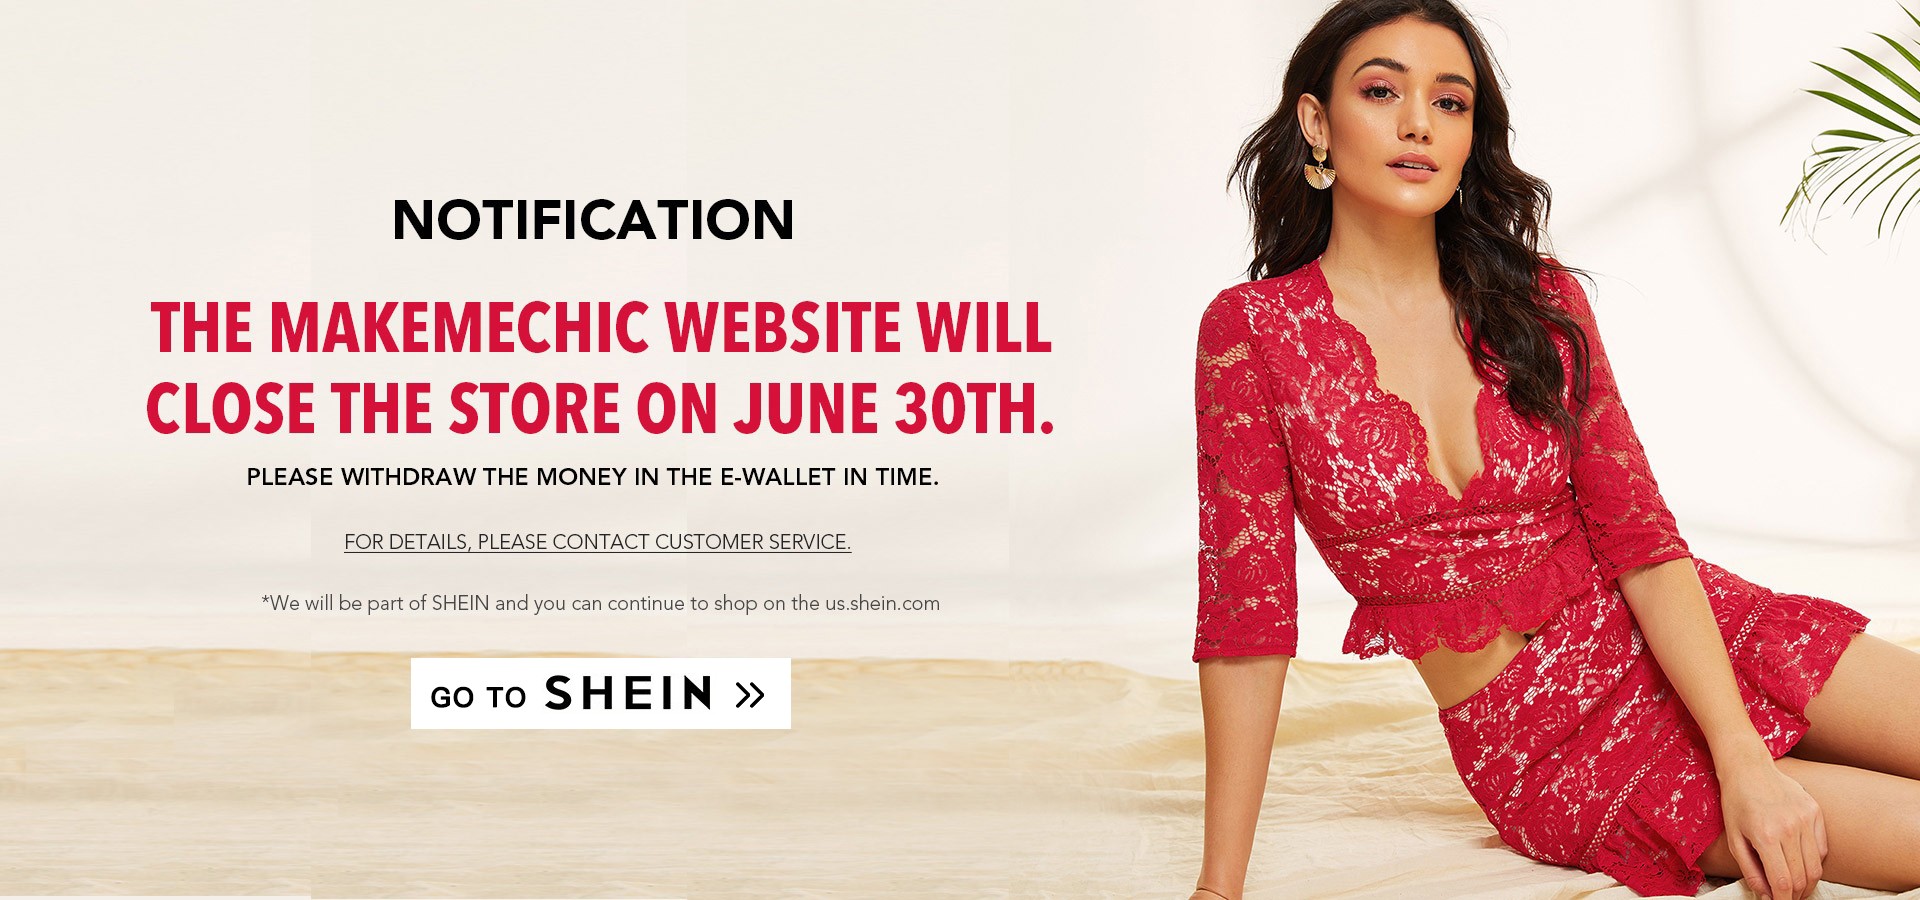 NOTIFICATION
THE MAKEMECHIC WEBSITE WILL
CLOSE THE STORE ON JUNE 30TH.
PLEASE WITHDRAW THE MONEY IN THE E-WALLET IN TIME.
FOR DETAILS, PLEASE CONTACT CUSTOMER SERVICE.
*We will be part of SHEIN and you can continue to shop on the us.shein.com
GO TO SHEIN »